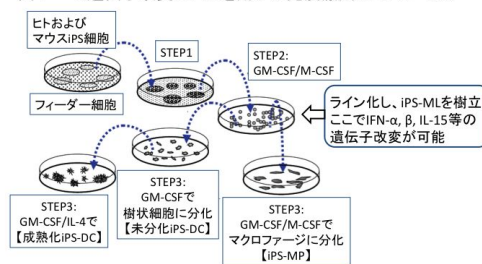 ヒトおよび
マウスiPS細胞
フィーダー細胞
STEP1
STEP2:
GM-CSF/M-CSF
ライン化し、iPS-MLを樹立
ここでIFN-α, β, IL-15等の
遺伝子改変が可能
STEP3:
GM-CSF/IL-4で
【成熟化iPS-DC】
STEP3:
GM-CSFで
樹状細胞に分化
【未分化iPS-DC】
STEP3:
GM-CSF/M-CSFで
マクロファージに分化
【iPS-MP】